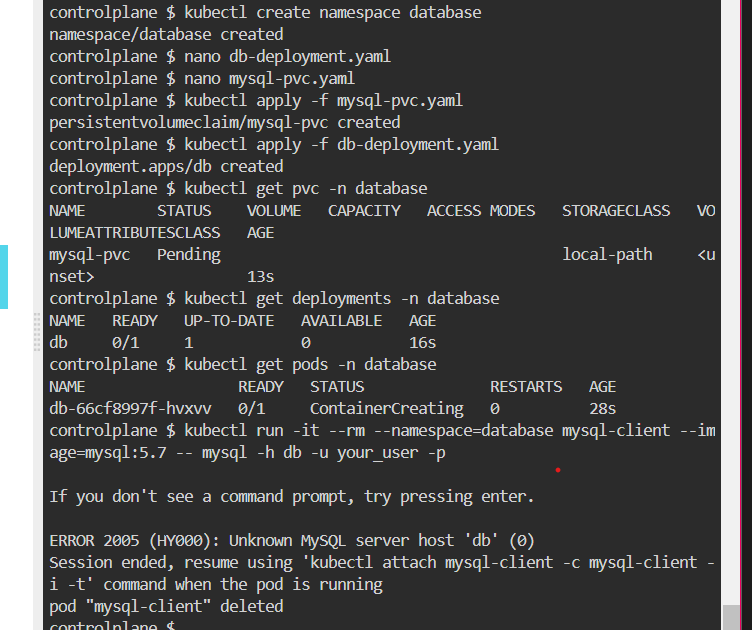 controlplane $ kubectl create namespace database
namespace/database created
controlplane $ nano db-deployment.yaml
controlplane $ nano mysql-pvc.yaml
controlplane $ kubectl apply -f mysql-pvc.yaml
persistentvolumeclaim/mysql-pvc created
controlplane $ kubectl apply -f db-deployment.yaml
deployment.apps/db created
controlplane $ kubectl get pvc -n database
NAME        STATUS    VOLUME   CAPACITY   ACCESS MODES   STORAGECLASS   VO
LUMEATTRIBUTESCLASS   AGE
mysql-pvc   Pending                                      local-path     <u
nset>                 13s
controlplane $ kubectl get deployments -n database
NAME   READY   UP-TO-DATE   AVAILABLE   AGE
db     0/1     1            0           16s
controlplane $ kubectl get pods -n database
NAME                  READY   STATUS              RESTARTS   AGE
db-66cf8997f-hvxvv   0/1     ContainerCreating   0          28s
controlplane $ kubectl run -it --rm --namespace=database mysql-client --im
age=mysql:5.7 -- mysql -h db -u your_user -p
If you don't see a command prompt, try pressing enter.
ERROR 2005 (HY000): Unknown MySQL server host 'db' (0)
Session ended, resume using 'kubectl attach mysql-client -c mysql-client -
i -t' command when the pod is running
pod "mysql-client" deleted
controlplane $